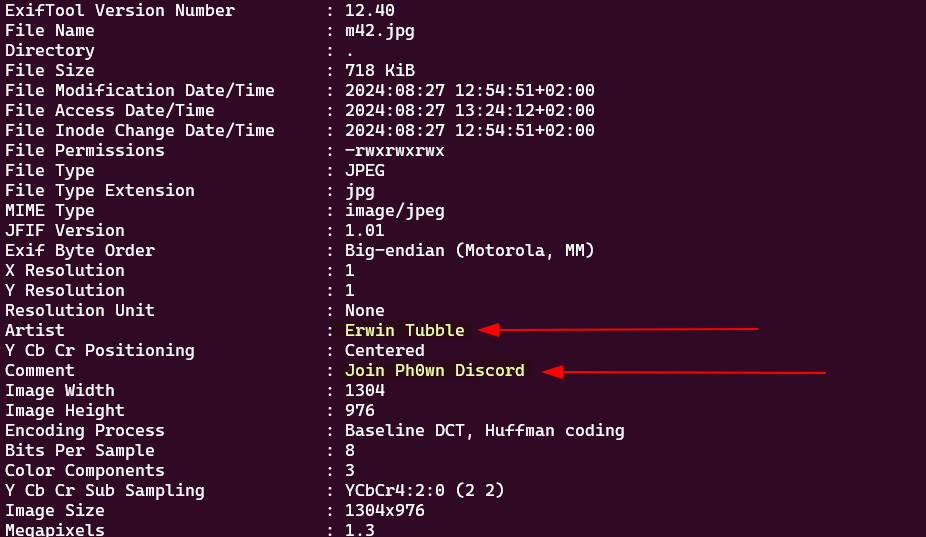 ExifTool Version Number : 12.40
File Name : m42.jpg
Directory : .
File Size : 718 KiB
File Modification Date/Time : 2024:08:27 12:54:51+02:00
File Access Date/Time : 2024:08:27 13:24:12+02:00
File Inode Change Date/Time : 2024:08:27 12:54:51+02:00
File Permissions : -rwxrwxrwx
File Type : JPEG
File Type Extension : jpg
MIME Type : image/jpeg
JFIF Version : 1.01
Exif Byte Order : Big-endian (Motorola, MM)
X Resolution : 1
Y Resolution : 1
Resolution Unit : None
Artist : Erwin Tubble
Y Cb Cr Positioning : Centered
Comment : Join Ph0wn Discord
Image Width : 1304
Image Height : 976
Encoding Process : Baseline DCT, Huffman coding
Bits Per Sample : 8
Color Components : 3
Y Cb Cr Sub Sampling : YCbCr4:2:0 (2 2)
Image Size : 1304x976
Megapixels : 1.3